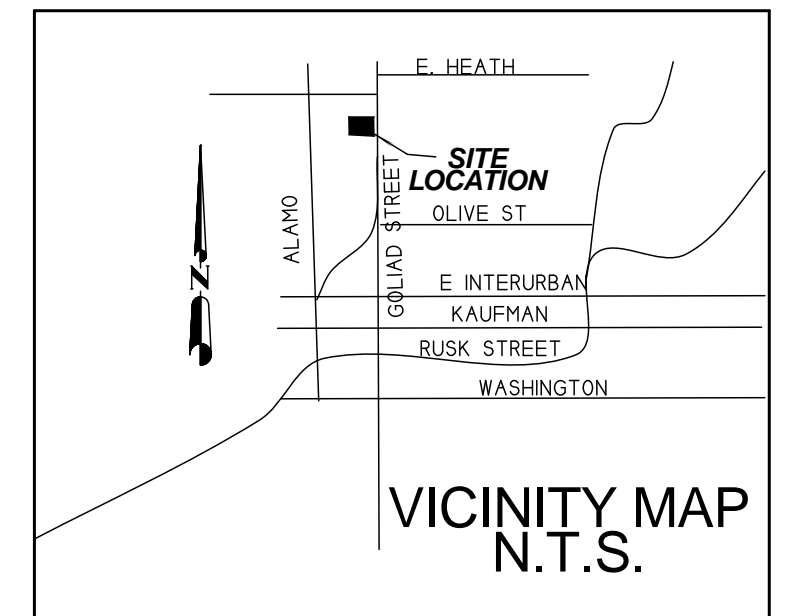 E. HEATH
SITE
LOCATION
ALAMO
GOLIAD STREET
OLIVE ST
N
E INTERURBAN
KAUFMAN
RUSK STREET
WASHINGTON
VICINITY MAP
N.T.S.